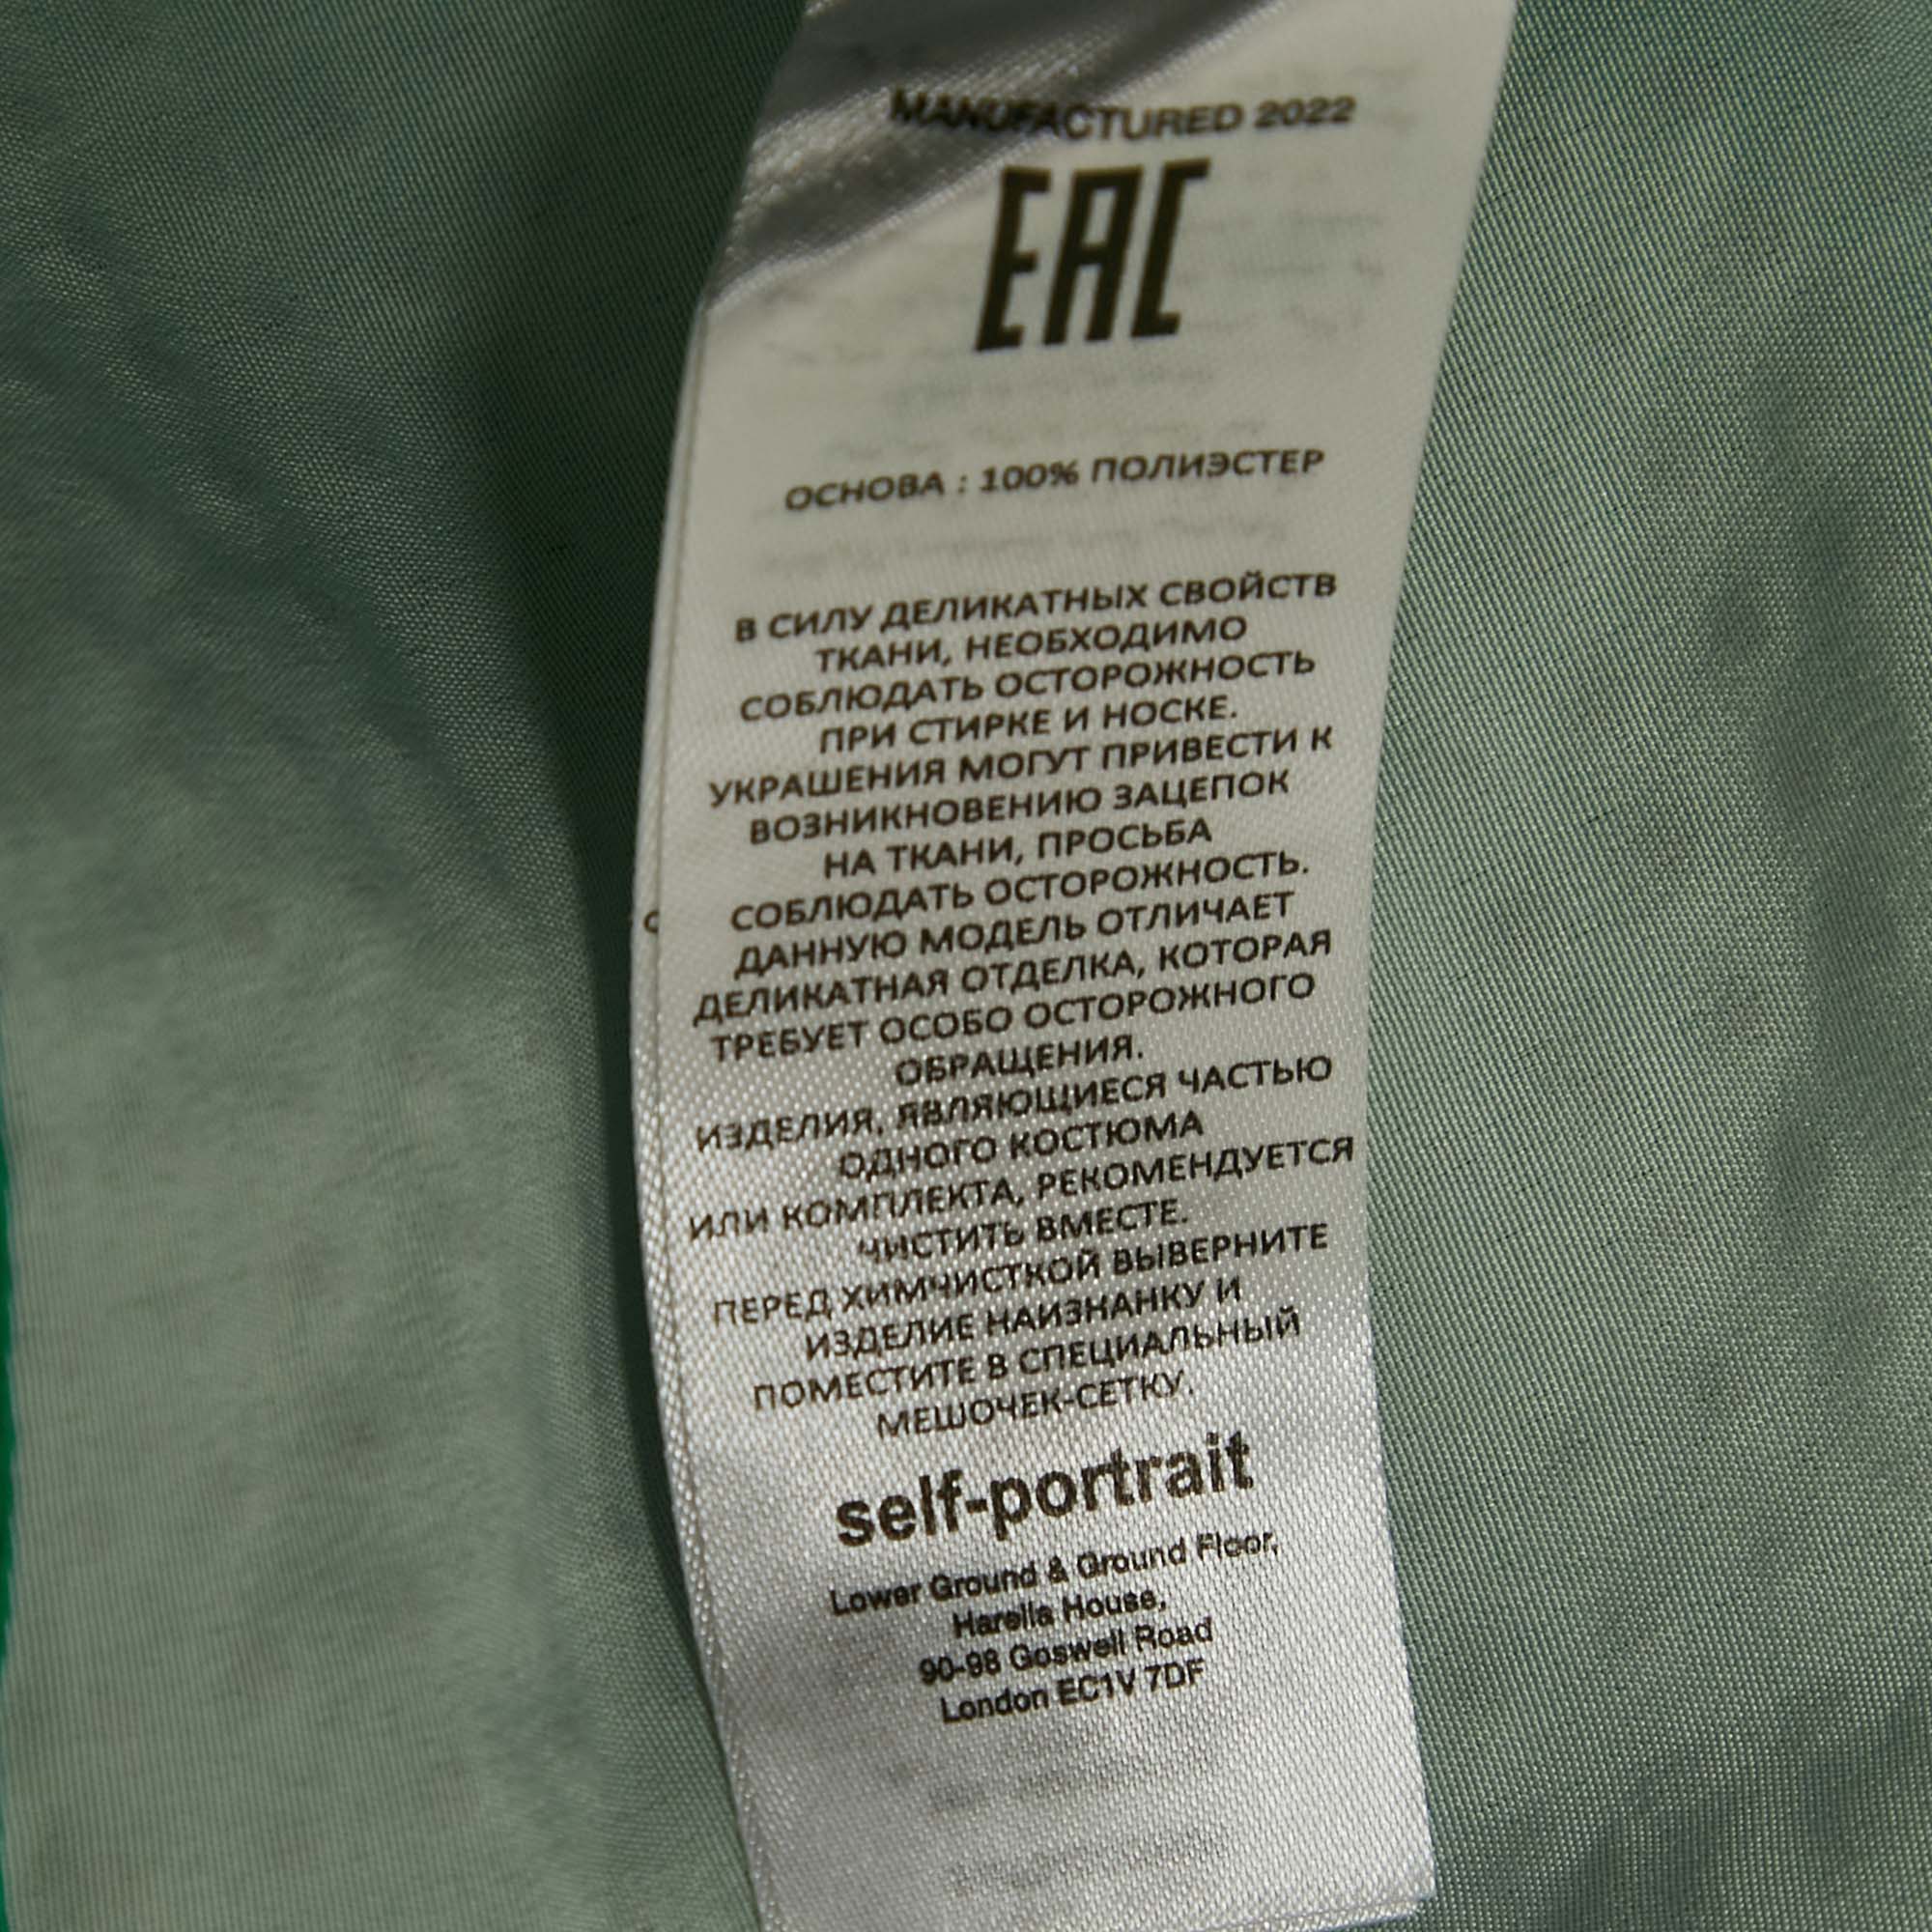 MANUFACTURED 2022
EAC
ОСНОВА : 100% ПОЛИЭСТЕР
В СИЛУ ДЕЛИКАТНЫХ СВОЙСТВ
ТКАНИ, НЕОБХОДИМО
СОБЛЮДАТЬ ОСТОРОЖНОСТЬ
ПРИ СТИРКЕ И НОСКЕ.
УКРАШЕНИЯ МОГУТ ПРИВЕСТИ К
ВОЗНИКНОВЕНИЮ ЗАЦЕПОК
НА ТКАНИ, ПРОСЬБА
СОБЛЮДАТЬ ОСТОРОЖНОСТЬ.
ДАННУЮ МОДЕЛЬ ОТЛИЧАЕТ
ДЕЛИКАТНАЯ ОТДЕЛКА, КОТОРАЯ
ТРЕБУЕТ ОСОБО ОСТОРОЖНОГО
ОБРАЩЕНИЯ.
ИЗДЕЛИЯ, ЯВЛЯЮЩИЕСЯ ЧАСТЬЮ
ОДНОГО КОСТЮМА
ИЛИ КОМПЛЕКТА, РЕКОМЕНДУЕТСЯ
ЧИСТИТЬ ВМЕСТЕ.
ПЕРЕД ХИМЧИСТКОЙ ВЫВЕРНИТЕ
ИЗДЕЛИЕ НАИЗНАНКУ И
ПОМЕСТИТЕ В СПЕЦИАЛЬНЫЙ
МЕШОЧЕК-СЕТКУ.
self-portrait
Lower Ground & Ground Floor,
Harella House,
90-98 Goswell Road
London EC1V 7DF